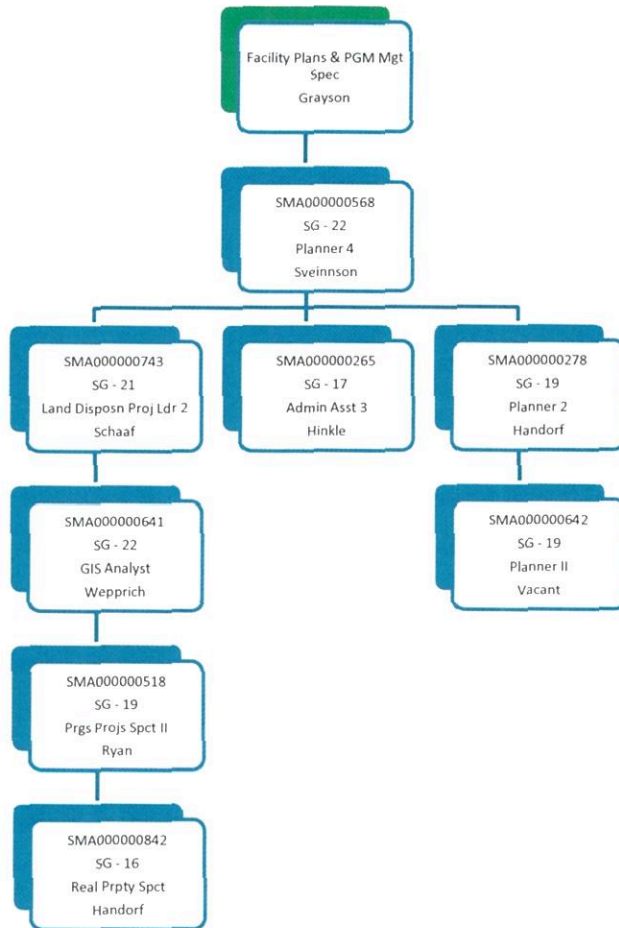 Facility Plans & PGM Mgt
Spec
Grayson
SMA000000568
SG - 22
Planner 4
Sveinnson
SMA000000743
SG - 21
Land Disposn Proj Ldr 2
Schaaf
SMA000000641
SG - 22
GIS Analyst
Wepprich
SMA000000518
SG - 19
Prgs Projs Spct II
Ryan
SMA000000842
SG - 16
Real Prpty Spct
Handorf
SMA000000265
SG - 17
Admin Asst 3
Hinkle
SMA000000278
SG - 19
Planner 2
Handorf
SMA000000642
SG - 19
Planner II
Vacant